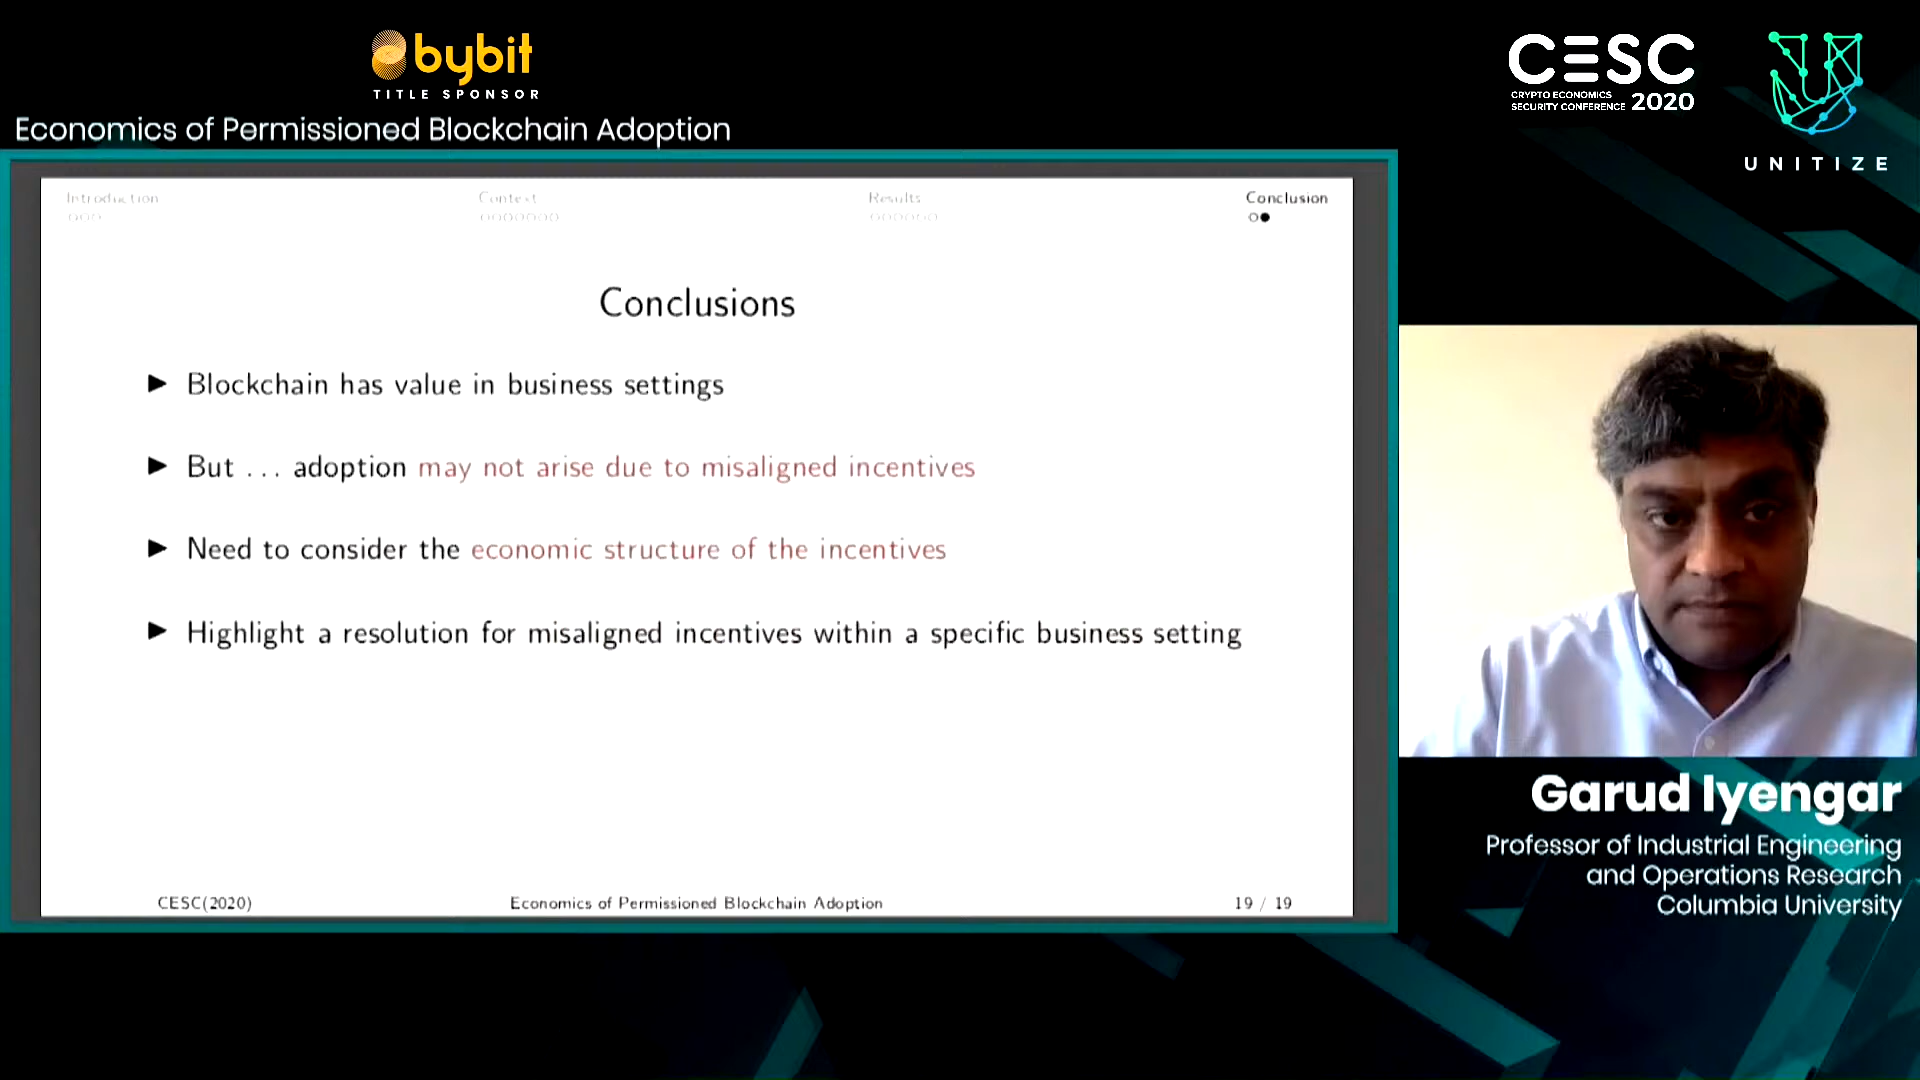 bybit
TITLE SPONSOR
CESC
CRYPTO ECONOMICS
SECURITY CONFERENCE 2020
UNITIZE
Economics of Permissioned Blockchain Adoption
Introduction
Context
Results
Conclusion
Conclusions
▶ Blockchain has value in business settings
▶ But ... adoption may not arise due to misaligned incentives
▶ Need to consider the economic structure of the incentives
▶ Highlight a resolution for misaligned incentives within a specific business setting
CESC(2020)
Economics of Permissioned Blockchain Adoption
19 / 19
Garud Iyengar
Professor of Industrial Engineering
and Operations Research
Columbia University